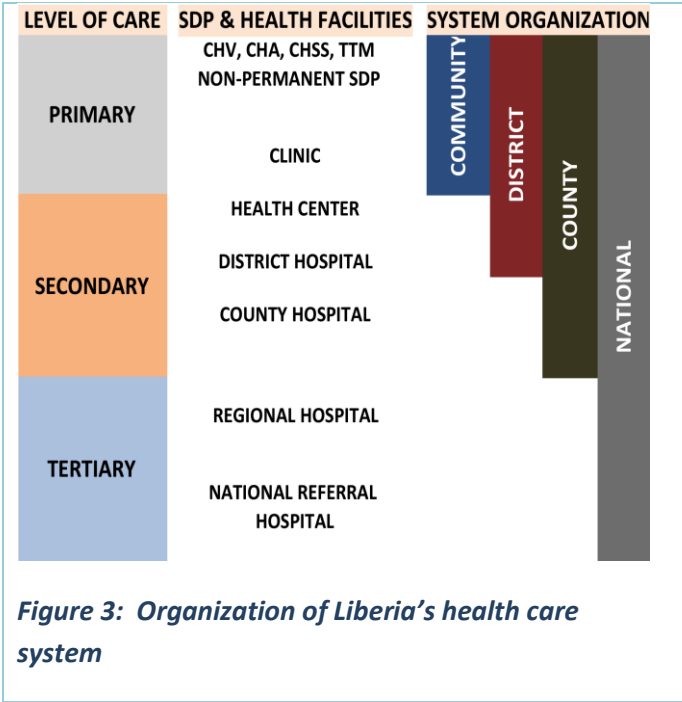 LEVEL OF CARE SDP & HEALTH FACILITIES SYSTEM ORGANIZATION
PRIMARY
CHV, CHA, CHSS, TTM
NON-PERMANENT SDP
CLINIC
HEALTH CENTER
SECONDARY
DISTRICT HOSPITAL
COUNTY HOSPITAL
TERTIARY
REGIONAL HOSPITAL
NATIONAL REFERRAL
HOSPITAL
COMMUNITY
DISTRICT
COUNTY
NATIONAL
Figure 3: Organization of Liberia’s health care
system